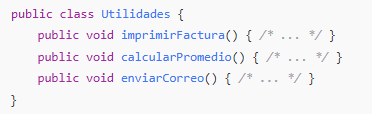 public class Utilidades {
    public void imprimirFactura() { /* ... */ }
    public void calcularPromedio() { /* ... */ }
    public void enviarCorreo() { /* ... */ }
}